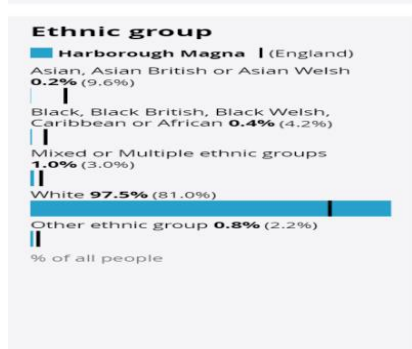 Ethnic group
Harborough Magna | (England)
Asian, Asian British or Asian Welsh
0.2% (9.6%)
Black, Black British, Black Welsh,
Caribbean or African 0.4% (4.2%)
Mixed or Multiple ethnic groups
1.0% (3.0%)
White 97.5% (81.0%)
Other ethnic group 0.8% (2.2%)
% of all people